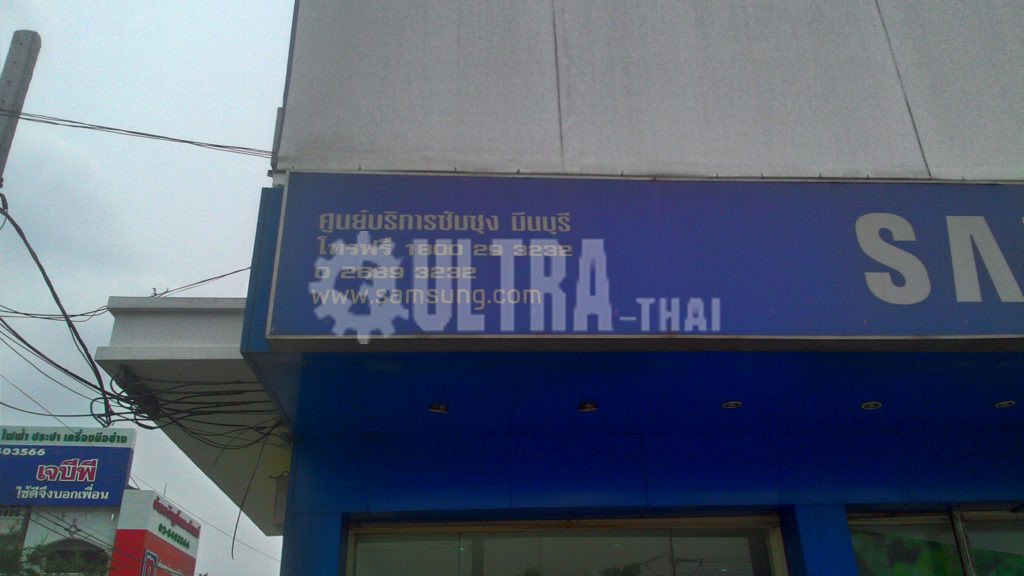 ศูนย์บริการซัมซุง มีนบุรี
โทรฟรี 1800 29 3232
0 2689 3232
www.samsung.com
SA
ULTRA-THAI
ไฟฟ้า ประปา เครื่องมือช่าง
403566
เจบีพี
ใช้ดีจึงบอกเพื่อน